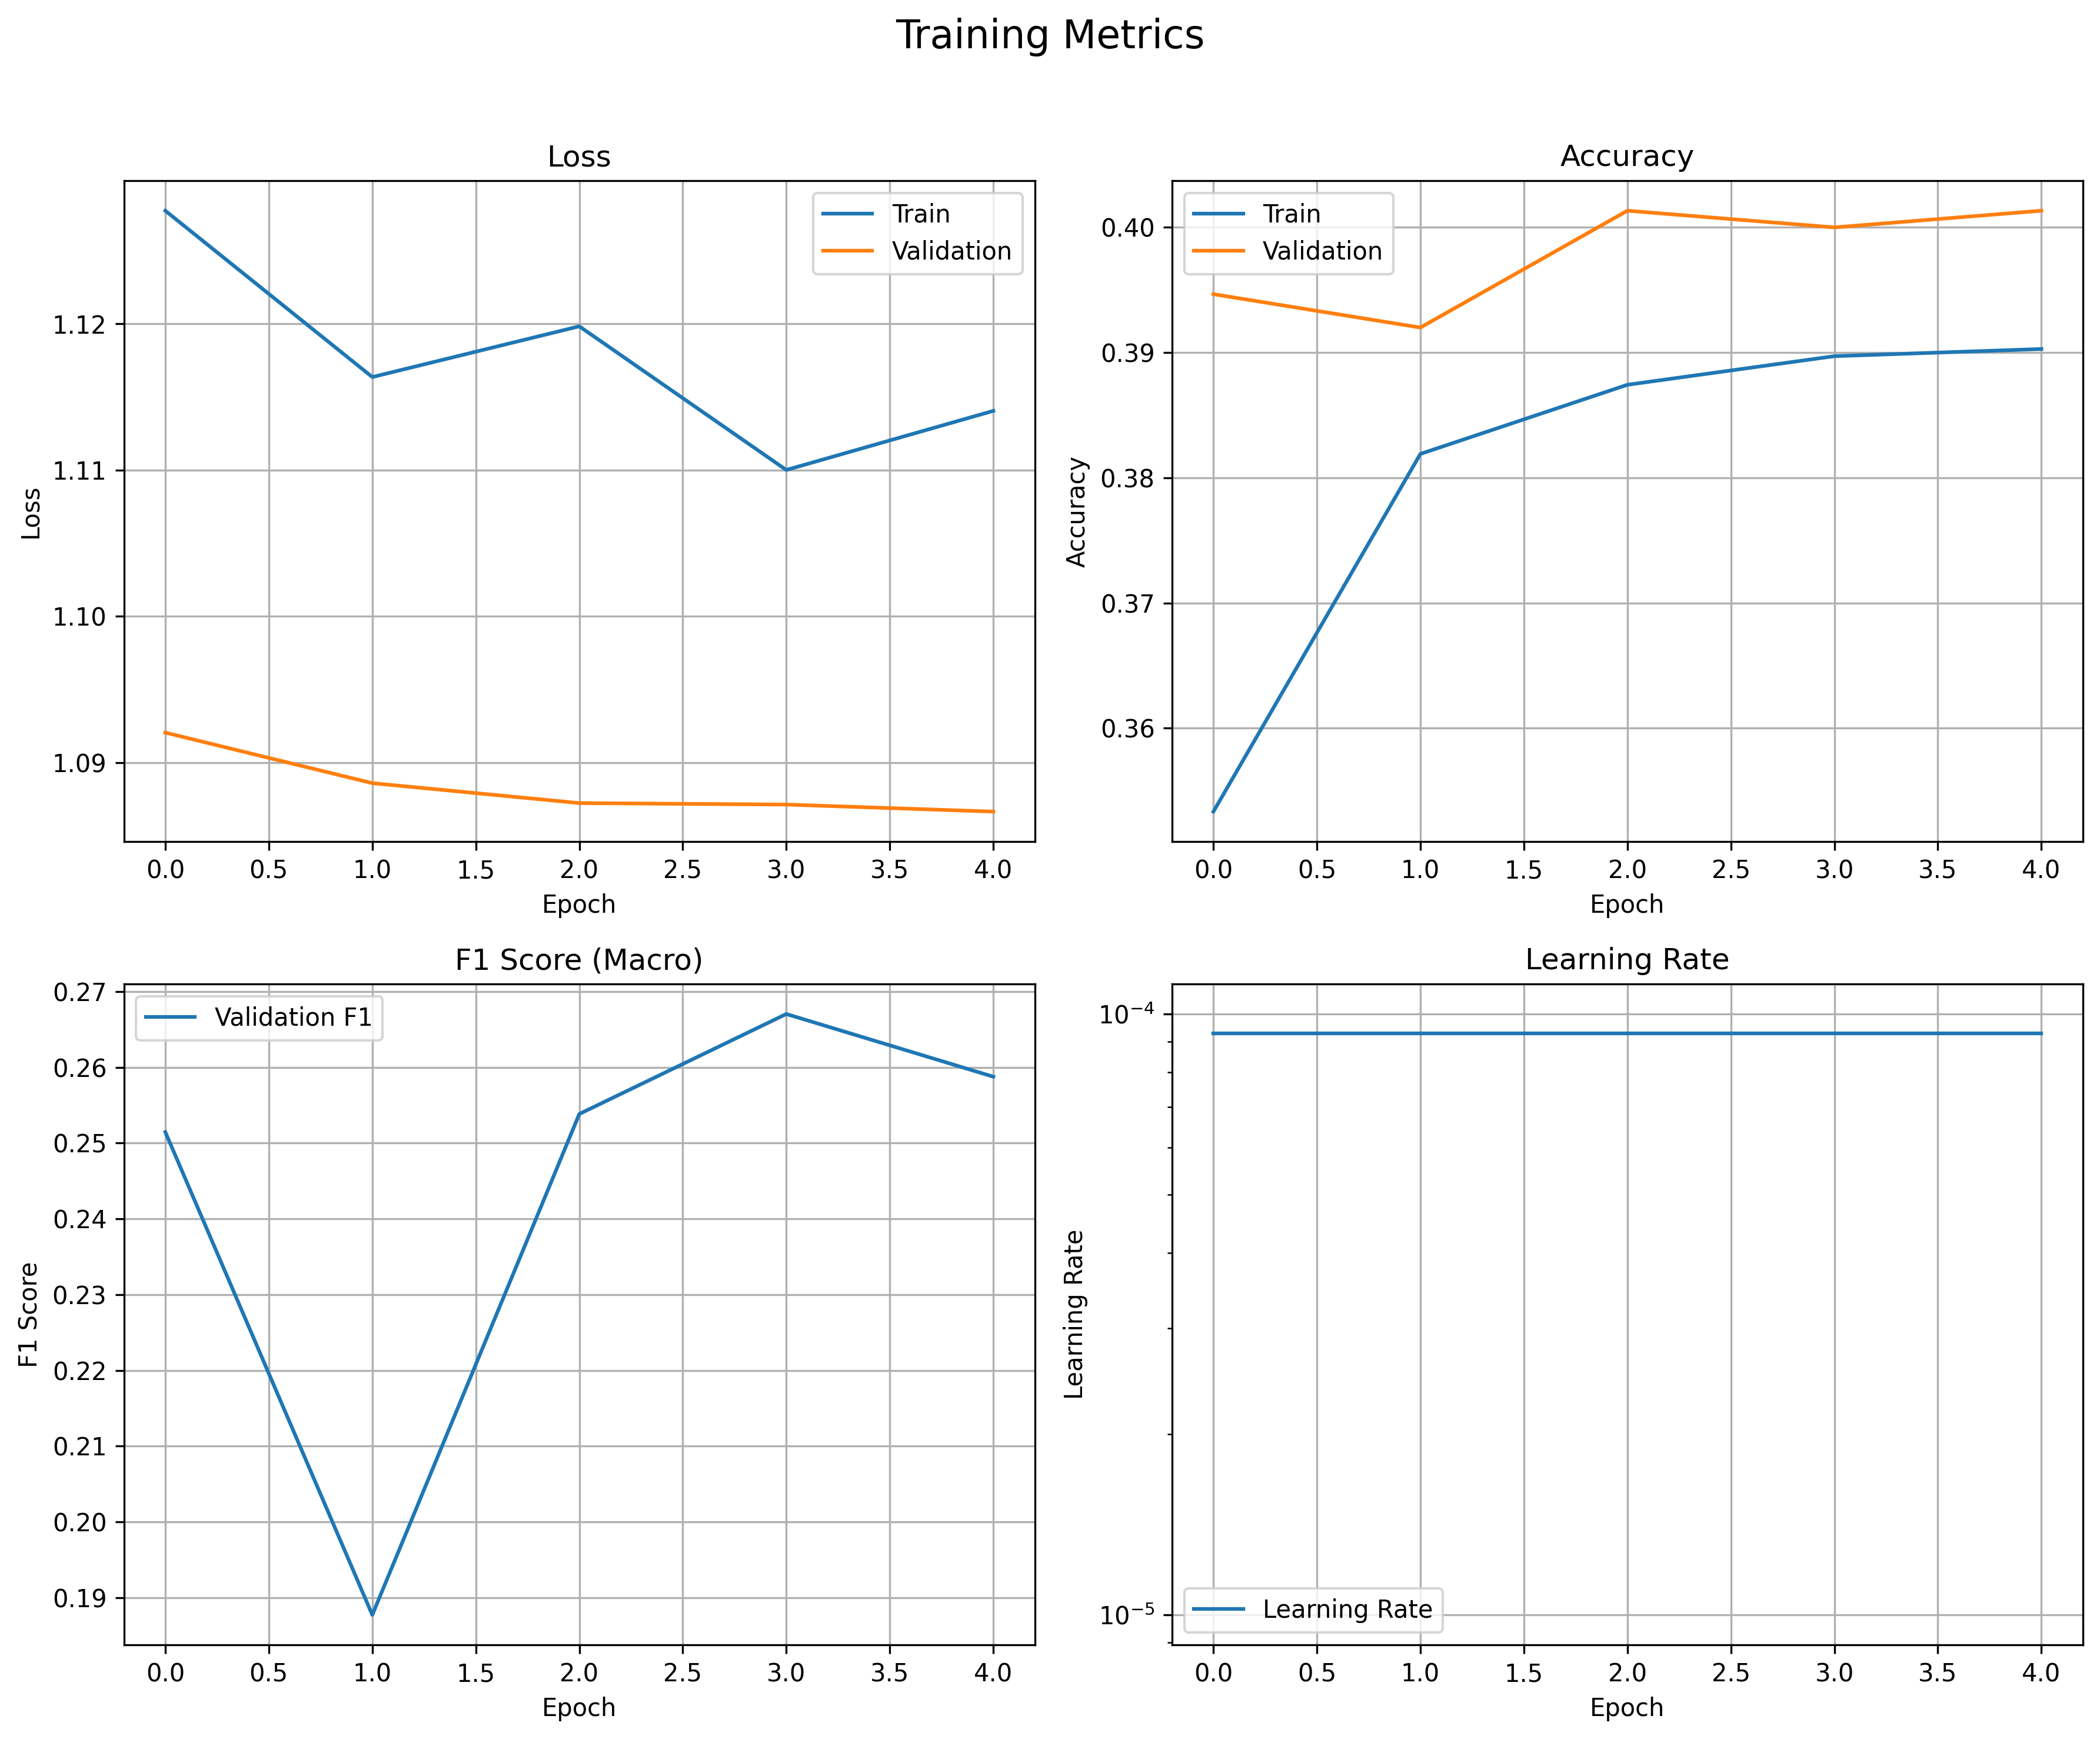 Training Metrics
Loss
Train
Validation
1.12
1.11
1.10
1.09
Loss
0.0 0.5 1.0 1.5 2.0 2.5 3.0 3.5 4.0
Epoch
Accuracy
Train
Validation
0.40
0.39
0.38
0.37
0.36
Accuracy
0.0 0.5 1.0 1.5 2.0 2.5 3.0 3.5 4.0
Epoch
F1 Score (Macro)
Validation F1
0.27
0.26
0.25
0.24
0.23
0.22
0.21
0.20
0.19
F1 Score
0.0 0.5 1.0 1.5 2.0 2.5 3.0 3.5 4.0
Epoch
Learning Rate
10⁻⁴
10⁻⁵
Learning Rate
Learning Rate
0.0 0.5 1.0 1.5 2.0 2.5 3.0 3.5 4.0
Epoch